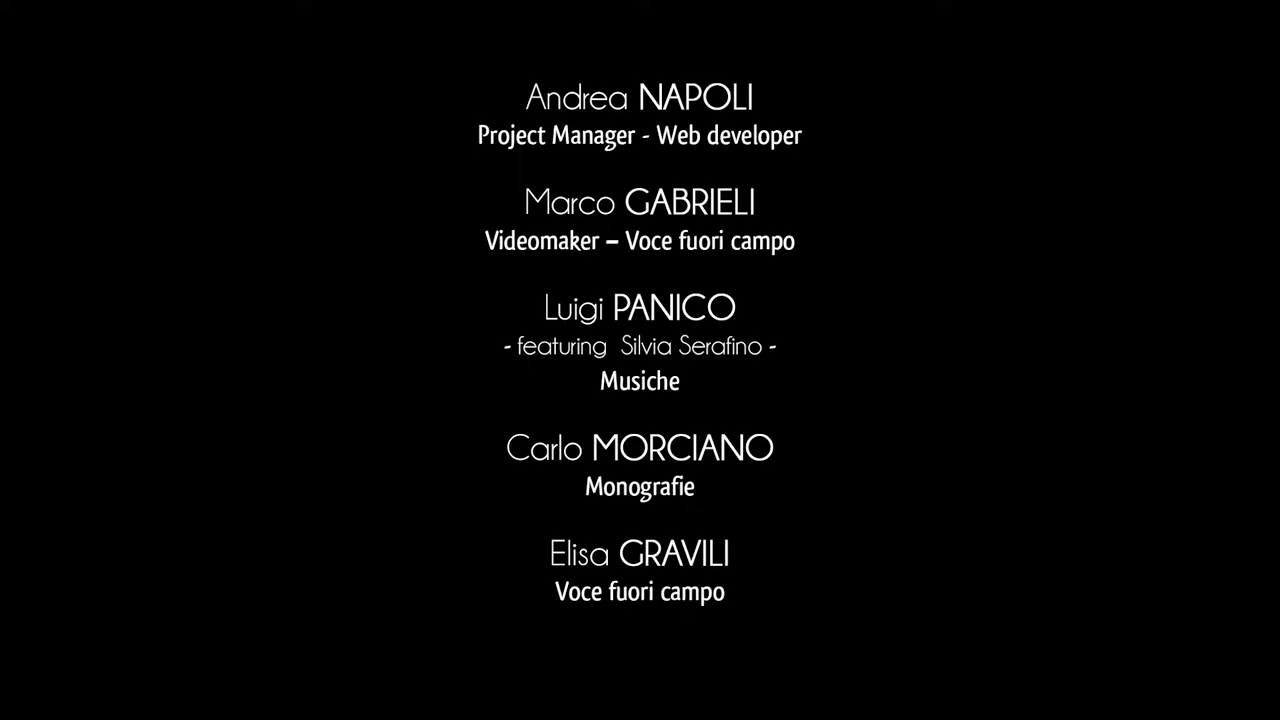 Andrea NAPOLI
Project Manager - Web developer
Marco GABRIELI
Videomaker – Voce fuori campo
Luigi PANICO
- featuring Silvia Serafino -
Musiche
Carlo MORCIANO
Monografie
Elisa GRAVILI
Voce fuori campo